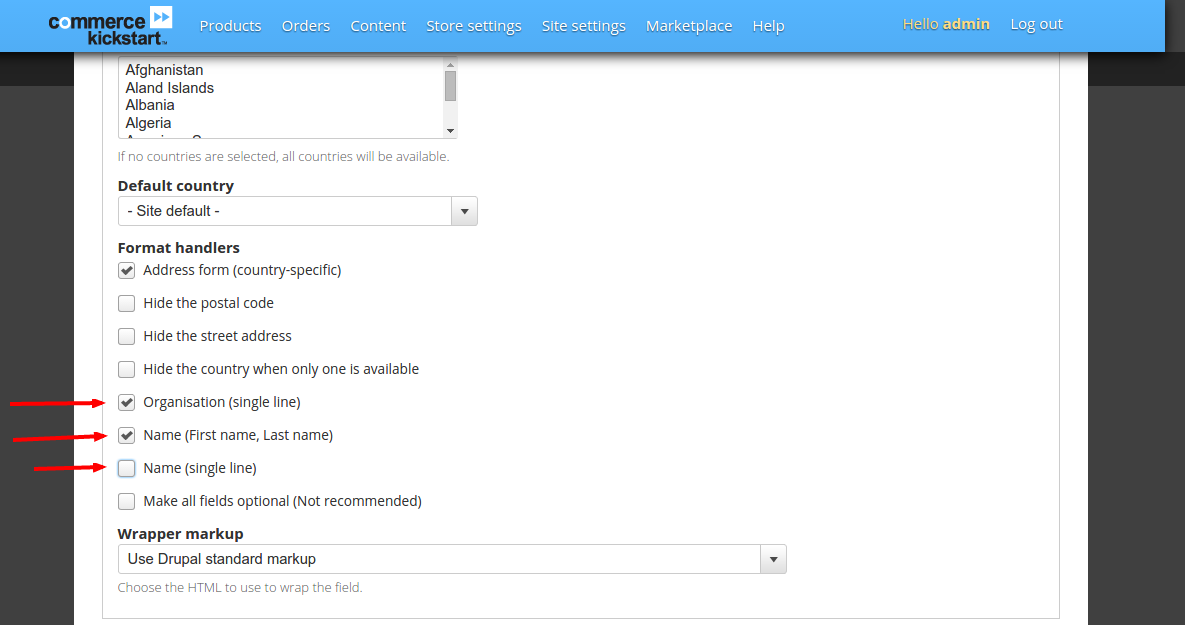 commerce
kickstart™
Products Orders Content Store settings Site settings Marketplace Help Hello admin Log out
Afghanistan
Aland Islands
Albania
Algeria
If no countries are selected, all countries will be available.
Default country
- Site default -
Format handlers
Address form (country-specific)
Hide the postal code
Hide the street address
Hide the country when only one is available
Organisation (single line)
Name (First name, Last name)
Name (single line)
Make all fields optional (Not recommended)
Wrapper markup
Use Drupal standard markup
Choose the HTML to use to wrap the field.